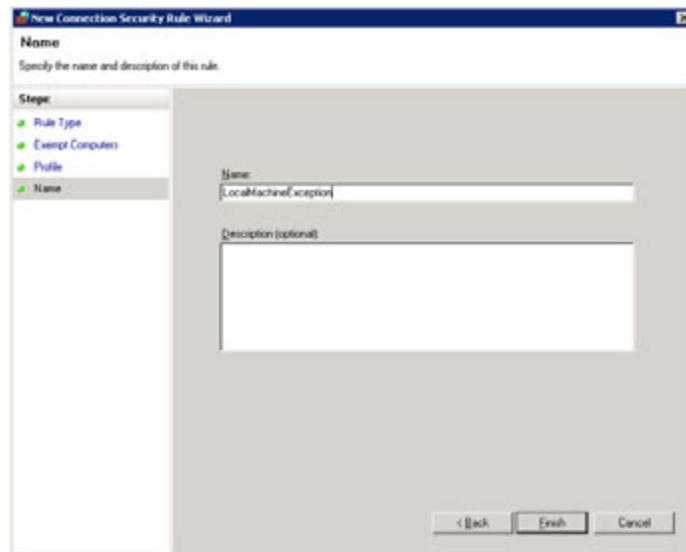 New Connection Security Rule Wizard
Name
Specify the name and description of this rule.
Steps:
Rule Type
Exempt Computers
Profile
Name
Name:
LocalMachineException
Description (optional):
< Back
Finish
Cancel